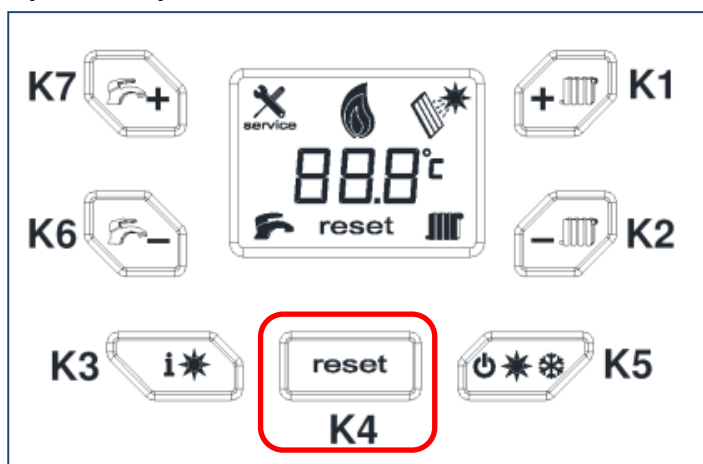 K7 + + K1
service
88.8°c
K6 - reset - K2
K3 i reset K5
K4